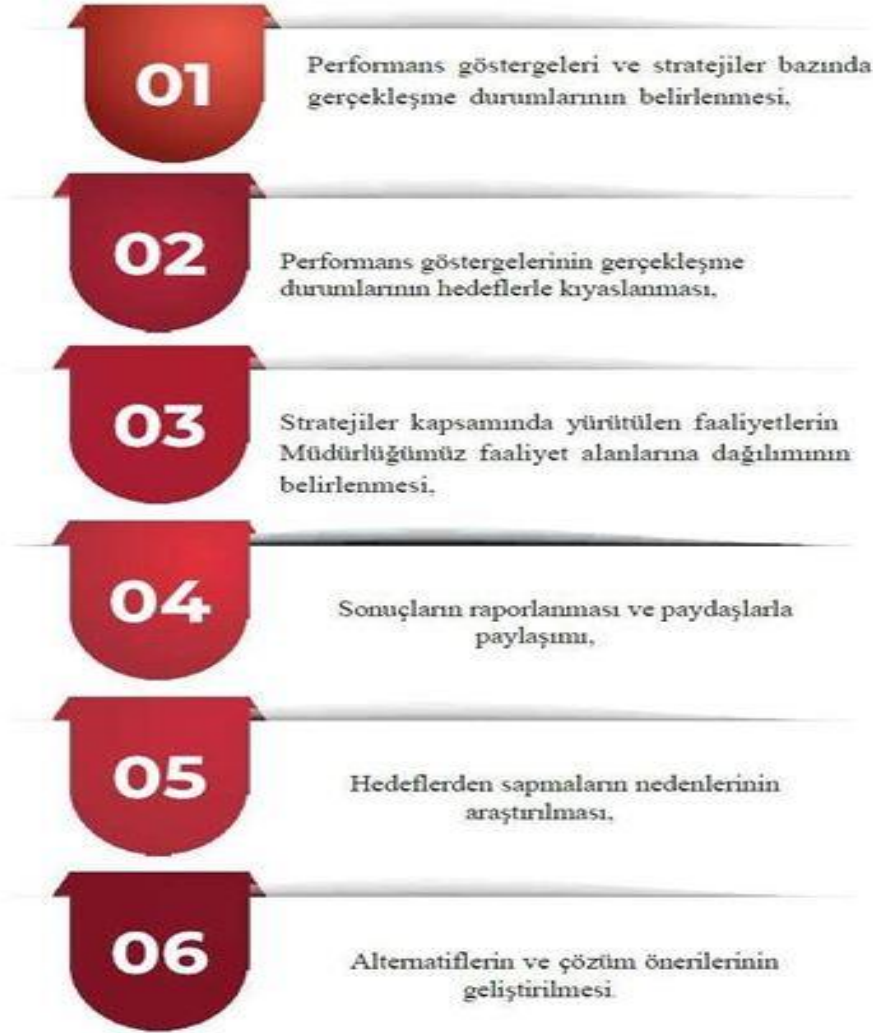 01
Performans göstergeleri ve stratejiler bazında
gerçekleşme durumlarının belirlenmesi,
02
Performans göstergelerinin gerçekleşme
durumlarının hedeflerle kıyaslanması,
03
Stratejiler kapsamında yürütülen faaliyetlerin
Müdürlüğümüz faaliyet alanlarına dağılımının
belirlenmesi,
04
Sonuçların raporlanması ve paydaşlarla
paylaşımı,
05
Hedeflerden sapmaların nedenlerinin
araştırılması,
06
Alternatiflerin ve çözüm önerilerinin
geliştirilmesi.